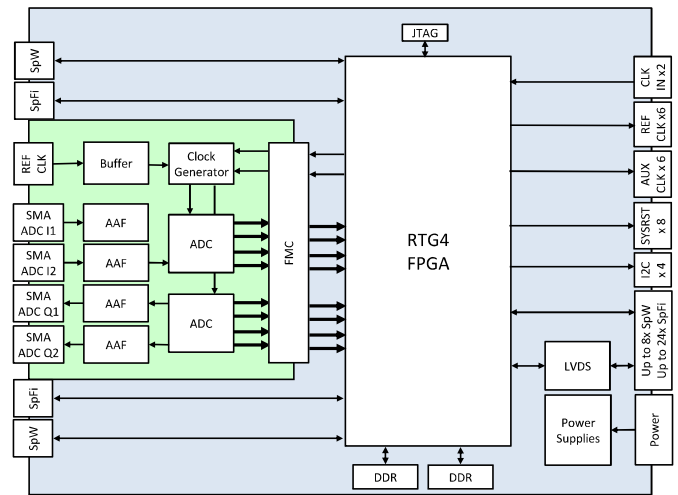 JTAG
SpW
SpFi
REF
CLK
Buffer
Clock
Generator
SMA
ADC I1
AAF
SMA
ADC I2
AAF
ADC
SMA
ADC Q1
AAF
SMA
ADC Q2
AAF
ADC
FMC
SpFi
SpW
RTG4
FPGA
DDR
DDR
CLK
IN x2
REF
CLK x6
AUX
CLK x 6
SYSRST
x 8
I2C
x 4
Up to 8x SpW
Up to 24x SpFi
LVDS
Power
Supplies
Power